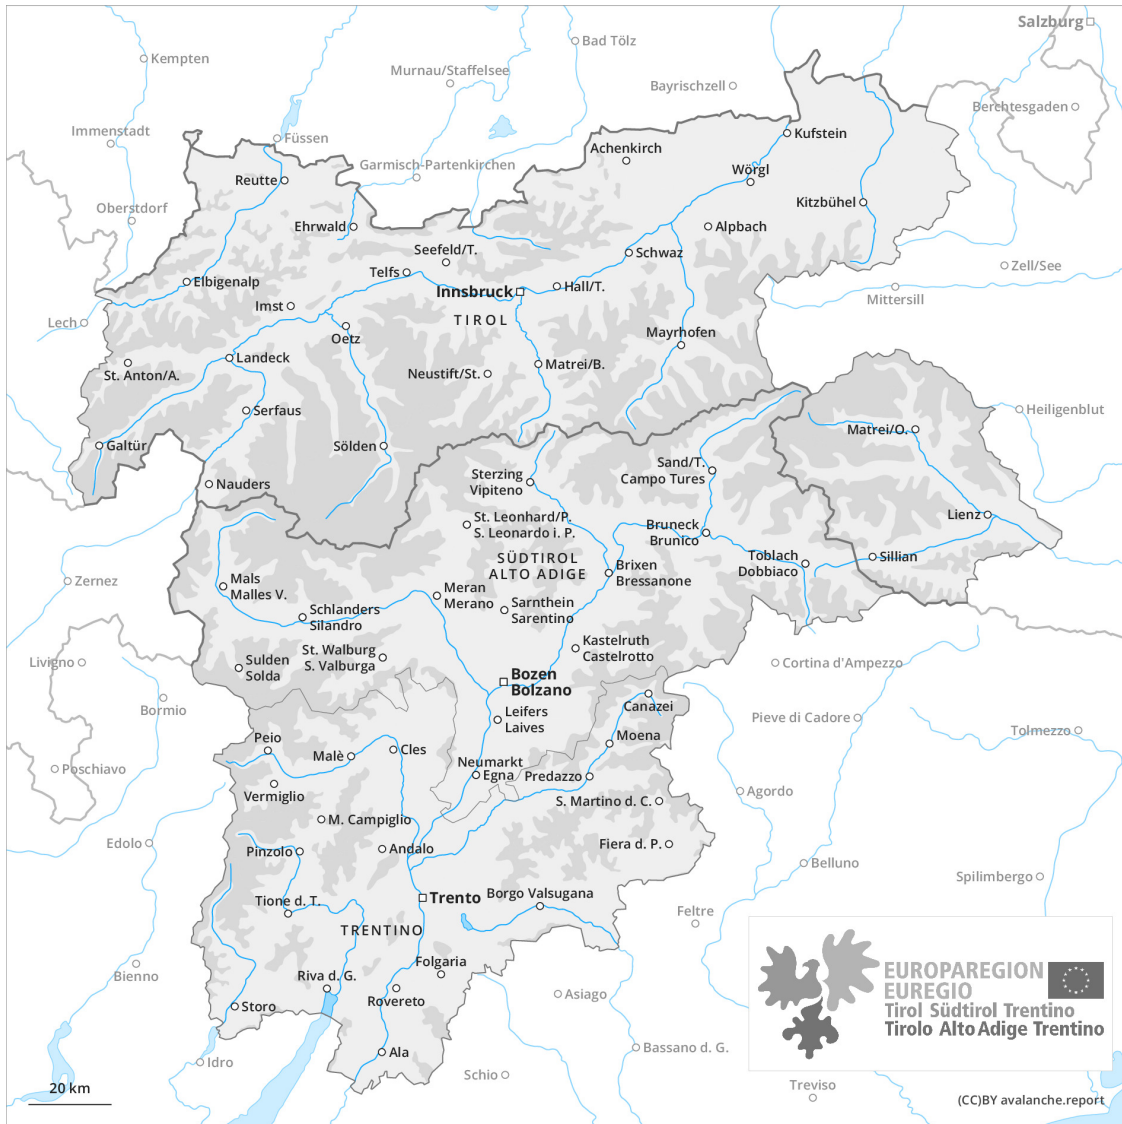 Salzburg
Kempten
Bad Tölz
Murnau/Staffelsee
Bayrischzell
Berchtesgaden
Immenstadt
Füssen
Kufstein
Achenkirch
Garmisch-Partenkirchen
Wörgl
Reutte
Oberstdorf
Kitzbühel
Ehrwald
Alpbach
Seefeld/T.
Schwaz
Zell/See
Telfs
Elbigenalp
Hall/T.
Innsbruck
Mittersill
Imst
TIROL
Lech
Oetz
Mayrhofen
Landeck
Matrei/B.
St. Anton/A.
Neustift/St.
Serfaus
Heiligenblut
Matrei/O.
Galtür
Sölden
Sand/T.
Campo Tures
Sterzing
Vipiteno
Nauders
St. Leonhard/P.
S. Leonardo i. P.
Lienz
Bruneck
Brunico
SÜDTIROL
ALTO ADIGE
Toblach
Dobbiaco
Sillian
Brixen
Bressanone
Zernez
Mals
Malles V.
Meran
Merano
Sarnthein
Sarentino
Schlanders
Silandro
Kastelruth
Castelrotto
St. Walburg
S. Valburga
Livigno
Sulden
Solda
Cortina d'Ampezzo
Bozen
Bolzano
Canazei
Bormio
Leifers
Laives
Pieve di Cadore
Tolmezzo
Moena
Peio
Malè
Cles
Poschiavo
Neumarkt
Egna
Predazzo
Vermiglio
Agordo
S. Martino d. C.
M. Campiglio
Edolo
Fiera d. P.
Pinzolo
Andalo
Belluno
Spilimbergo
Borgo Valsugana
Trento
Tione d. T.
Feltre
TRENTINO
Folgaria
Bienno
Riva d. G.
Rovereto
Asiago
Storo
EUROPAREGION
EUREGIO
Tirol Südtirol Trentino
Tirolo Alto Adige Trentino
Ala
Bassano d. G.
Idro
Schio
Treviso
20 km
(CC)BY avalanche.report